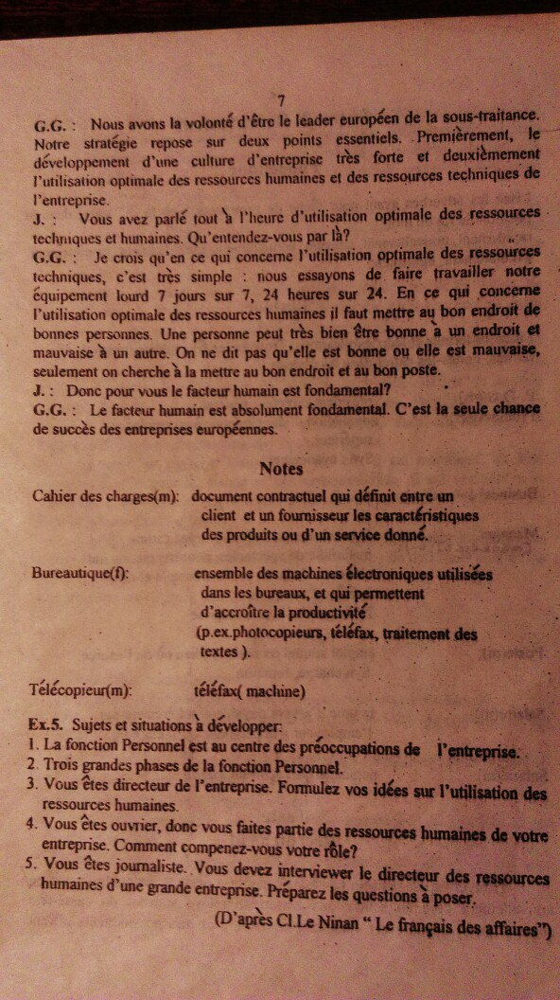 7
G.G. : Nous avons la volonté d'être le leader européen de la sous-traitance.
Notre stratégie repose sur deux points essentiels. Premièrement, le
développement d'une culture d'entreprise très forte et deuxièmement
l'utilisation optimale des ressources humaines et des ressources techniques de
l'entreprise.
J. : Vous avez parlé tout à l'heure d'utilisation optimale des ressources
techniques et humaines. Qu'entendez-vous par là?
G.G. : Je crois qu'en ce qui concerne l'utilisation optimale des ressources
techniques, c'est très simple : nous essayons de faire travailler notre
équipement lourd 7 jours sur 7, 24 heures sur 24. En ce qui concerne
l'utilisation optimale des ressources humaines il faut mettre au bon endroit de
bonnes personnes. Une personne peut très bien être bonne à un endroit et
mauvaise à un autre. On ne dit pas qu'elle est bonne ou elle est mauvaise,
seulement on cherche à la mettre au bon endroit et au bon poste.
J. : Donc pour vous le facteur humain est fondamental?
G.G. : Le facteur humain est absolument fondamental. C'est la seule chance
de succès des entreprises européennes.
Notes
Cahier des charges(m): document contractuel qui définit entre un
client et un fournisseur les caractéristiques
des produits ou d'un service donné.
Bureautique(f): ensemble des machines électroniques utilisées
dans les bureaux, et qui permettent
d'accroître la productivité
(p.ex.photocopieurs, téléfax, traitement des
textes ).
Télécopieur(m): téléfax( machine)
Ex.5. Sujets et situations à développer:
1. La fonction Personnel est au centre des préoccupations de l'entreprise.
2. Trois grandes phases de la fonction Personnel.
3. Vous êtes directeur de l'entreprise. Formulez vos idées sur l'utilisation des
ressources humaines.
4. Vous êtes ouvrier, donc vous faites partie des ressources humaines de votre
entreprise. Comment compenez-vous votre rôle?
5. Vous êtes journaliste. Vous devez interviewer le directeur des ressources
humaines d'une grande entreprise. Préparez les questions à poser.
(D'après Cl.Le Ninan " Le français des affaires")